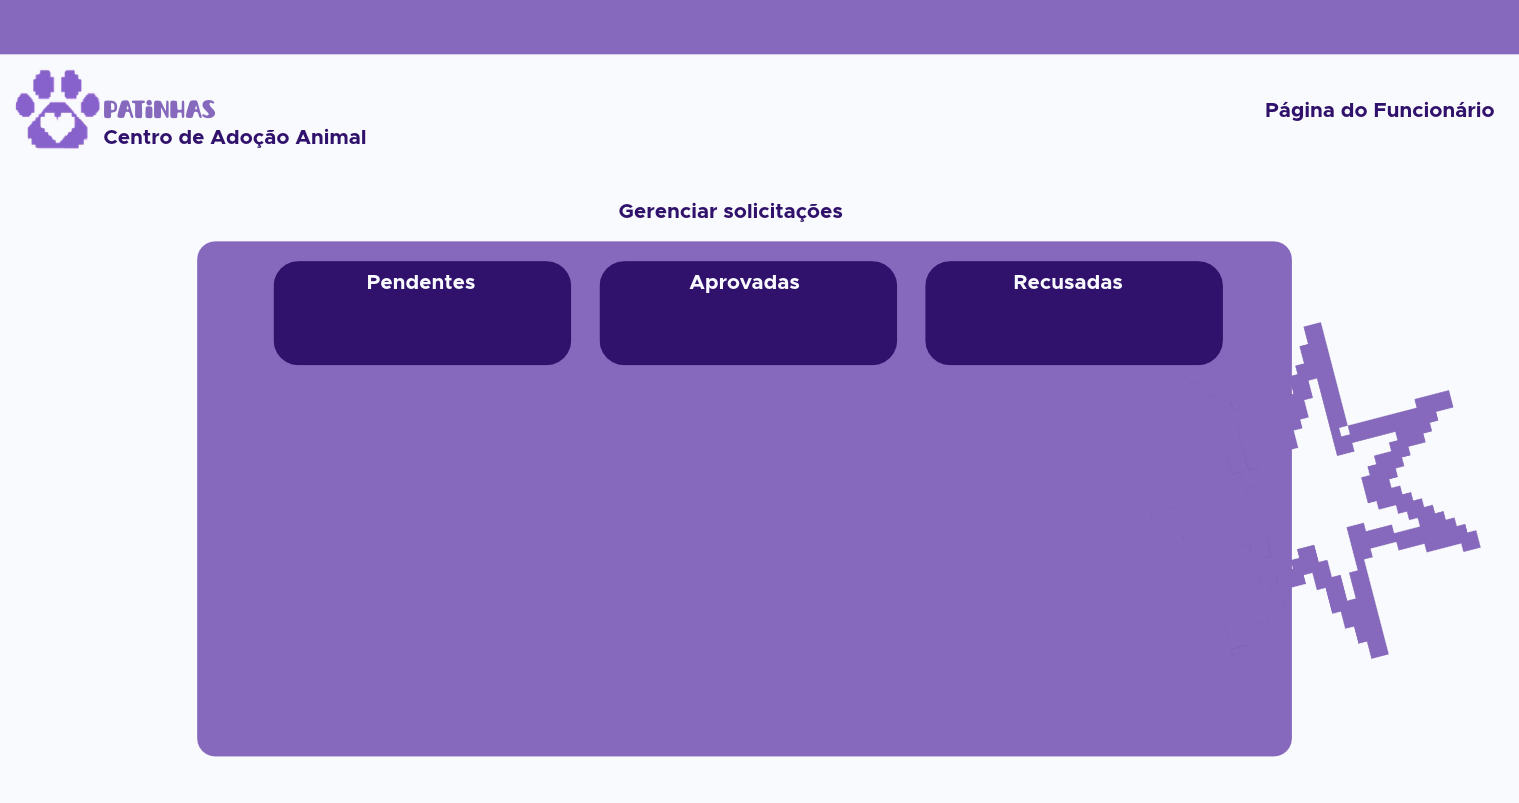 PATINHAS
Centro de Adoção Animal
Página do Funcionário
Gerenciar solicitações
Pendentes
Aprovadas
Recusadas